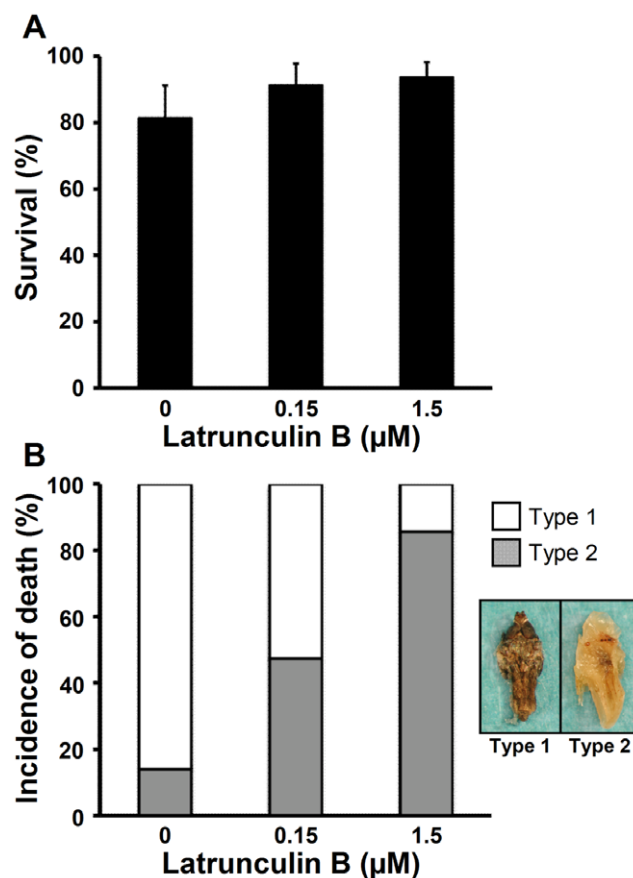 A
100
80
60
40
20
0
Survival (%)
0 0.15 1.5
Latrunculin B (µM)
B
100
80
60
40
20
0
Incidence of death (%)
0 0.15 1.5
Latrunculin B (µM)
Type 1
Type 2
Type 1 Type 2